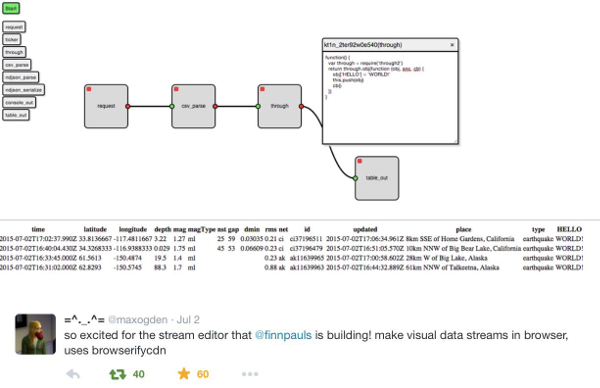 Start
request
ticker
through
csv_parse
ndjson_parse
ndjson_serialize
console_out
table_out
request
csv_parse
through
table_out
kt1n_2ter92w0s540(through)
×
function() {
var through = require('through2')
return through.obj(function (obj, enc, cb) {
obj['HELLO'] = 'WORLD!'
this.push(obj)
cb()
})
}
time latitude longitude depth mag magType nst gap dmin rms net id updated place type HELLO
2015-07-02T17:02:37.990Z 33.8136667 -117.4811667 3.22 1.27 ml 25 59 0.03035 0.21 ci ci37196511 2015-07-02T17:06:34.961Z 8km SSE of Home Gardens, California earthquake WORLD!
2015-07-02T16:40:04.430Z 34.3268333 -116.9388333 0.029 1.75 ml 45 53 0.06609 0.23 ci ci37196479 2015-07-02T16:51:05.570Z 10km NNW of Big Bear Lake, California earthquake WORLD!
2015-07-02T16:33:45.000Z 61.5613 -150.4874 19.5 1.4 ml 0.23 ak ak11639965 2015-07-02T17:00:58.602Z 28km W of Big Lake, Alaska earthquake WORLD!
2015-07-02T16:31:02.000Z 62.8293 -150.5745 88.3 1.7 ml 0.88 ak ak11639963 2015-07-02T16:44:32.889Z 61km NNW of Talkeetna, Alaska earthquake WORLD!
=^._.^= @maxogden · Jul 2
so excited for the stream editor that @finnpauls is building! make visual data streams in browser,
uses browserifycdn
40 60